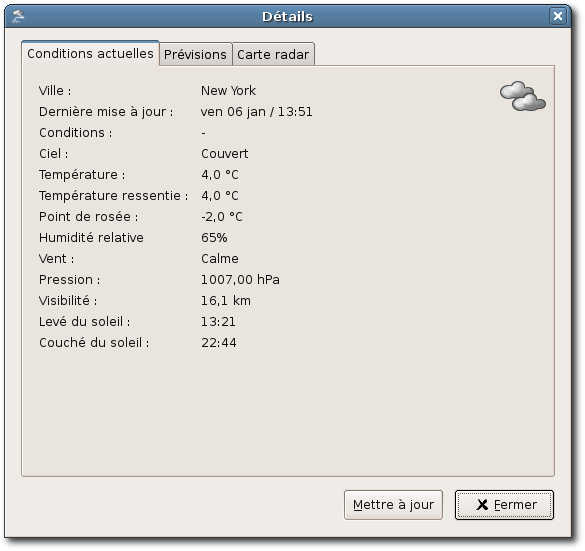 Détails
Conditions actuelles Prévisions Carte radar
Ville : New York
Dernière mise à jour : ven 06 jan / 13:51
Conditions : -
Ciel : Couvert
Température : 4,0 °C
Température ressentie : 4,0 °C
Point de rosée : -2,0 °C
Humidité relative 65%
Vent : Calme
Pression : 1007,00 hPa
Visibilité : 16,1 km
Levé du soleil : 13:21
Couché du soleil : 22:44
Mettre à jour Fermer